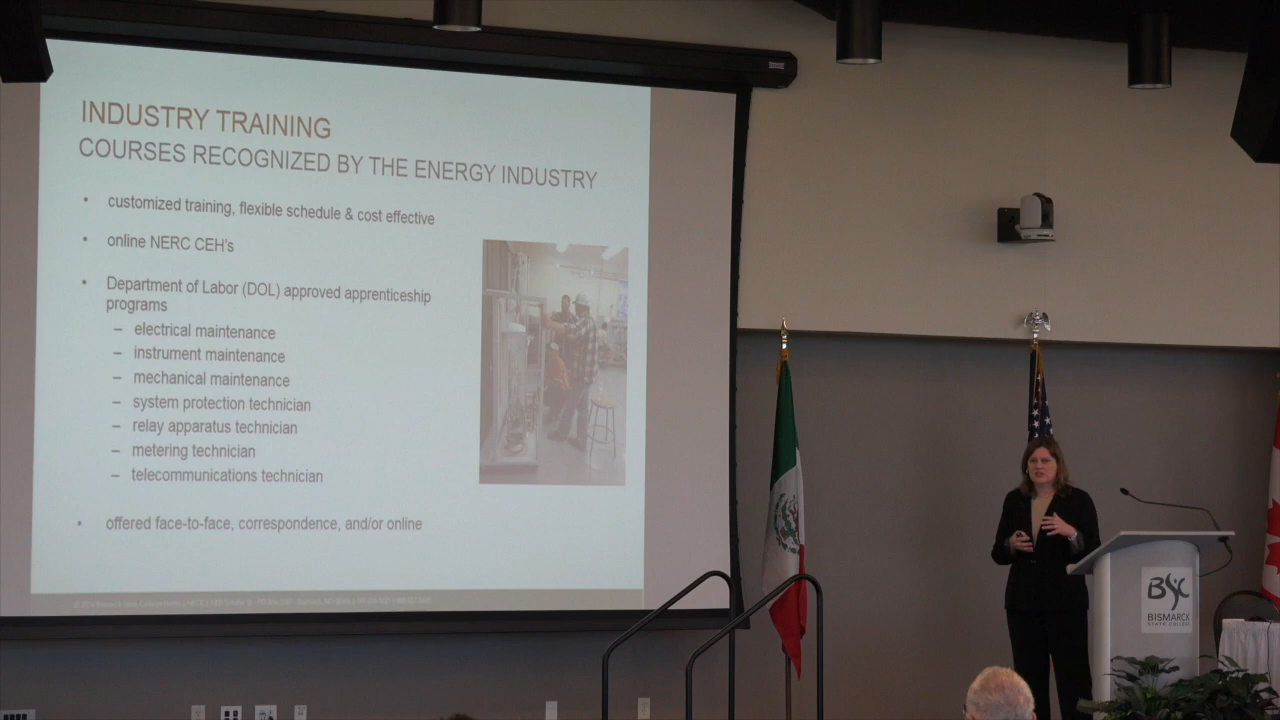 INDUSTRY TRAINING
COURSES RECOGNIZED BY THE ENERGY INDUSTRY
• customized training, flexible schedule & cost effective
• online NERC CEH's
• Department of Labor (DOL) approved apprenticeship
programs
– electrical maintenance
– instrument maintenance
– mechanical maintenance
– system protection technician
– relay apparatus technician
– metering technician
– telecommunications technician
• offered face-to-face, correspondence, and/or online
BSC
BISMARCK
STATE COLLEGE